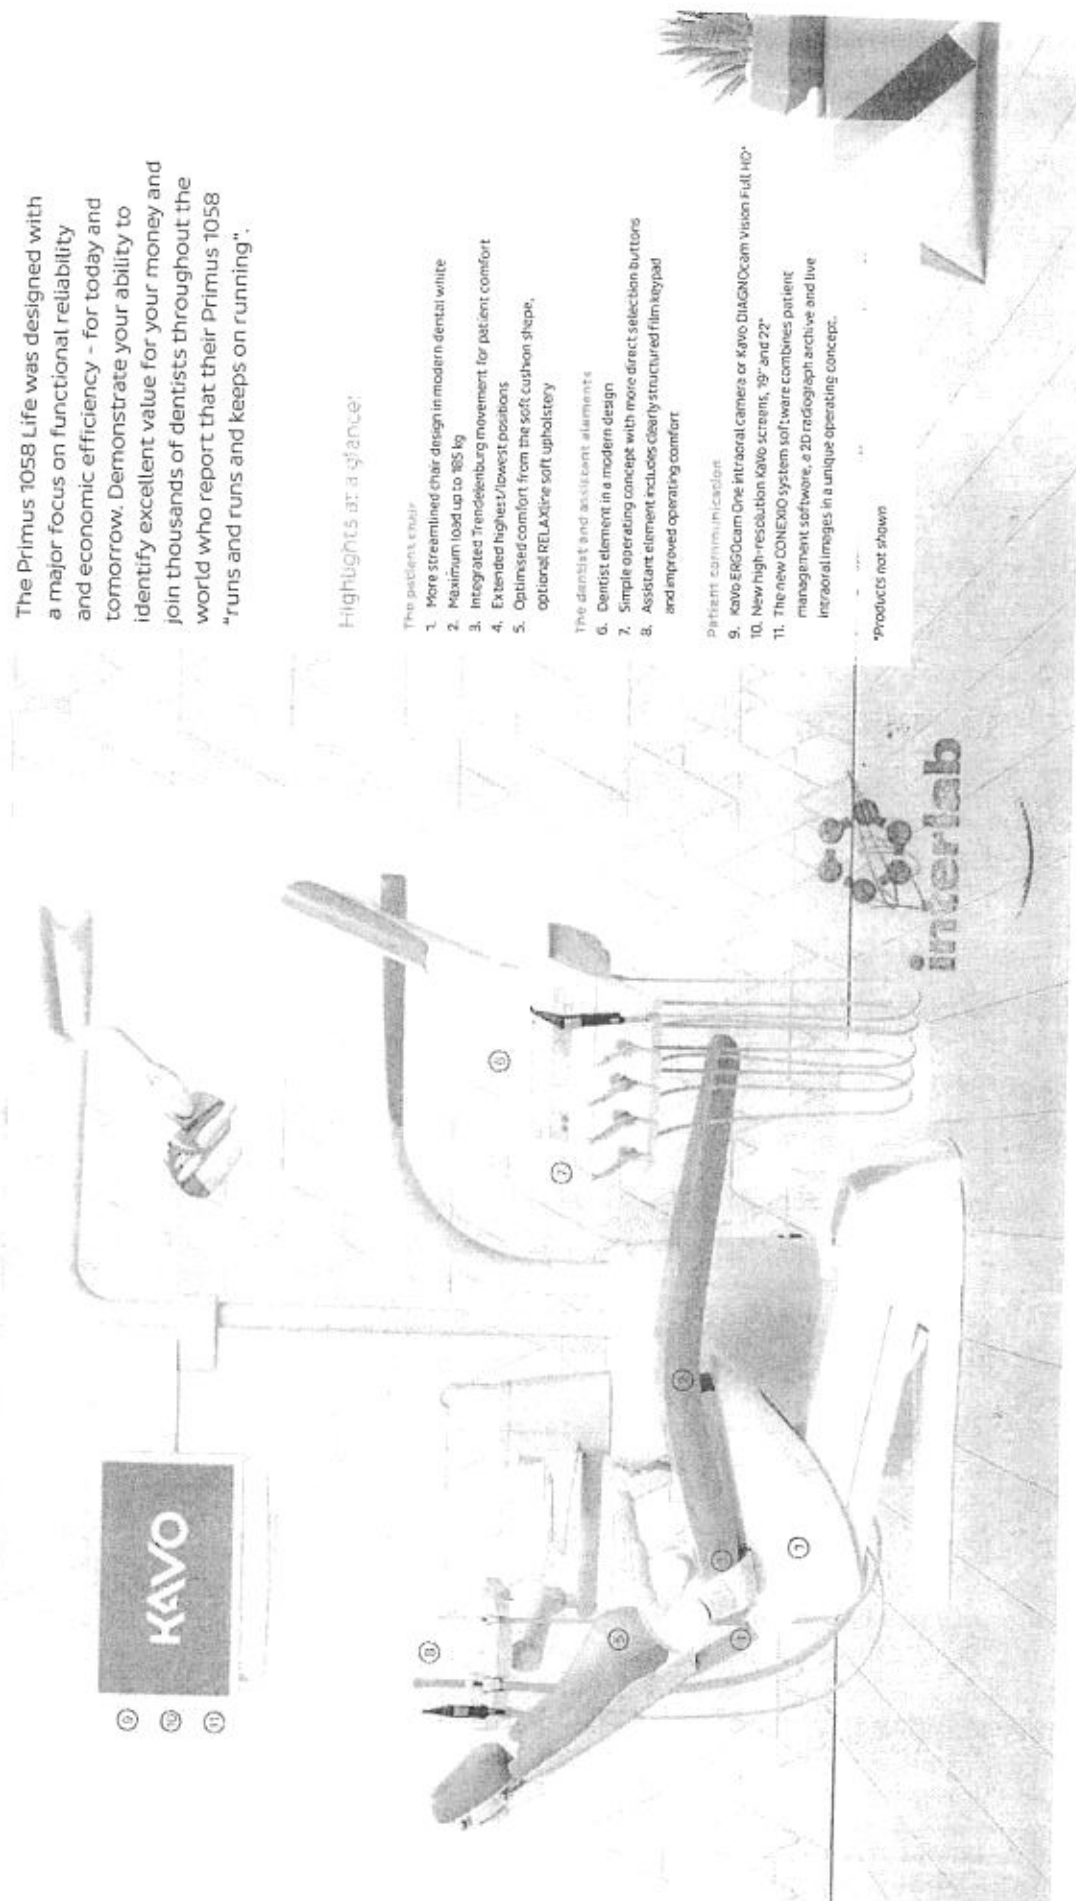 The Primus 1058 Life was designed with
a major focus on functional reliability
and economic efficiency - for today and
tomorrow. Demonstrate your ability to
identify excellent value for your money and
join thousands of dentists throughout the
world who report that their Primus 1058
"runs and runs and keeps on running".
Highlights at a glance:
The patient chair
1. More streamlined chair design in modern dental white
2. Maximum load up to 185 kg
3. Integrated Trendelenburg movement for patient comfort
4. Extended highest/lowest positions
5. Optimised comfort from the soft cushion shape,
optional RELAXline soft upholstery
The dentist and assistant elements
6. Dentist element in a modern design
7. Simple operating concept with more direct selection buttons
8. Assistant element includes clearly structured film keypad
and improved operating comfort
Patient communication
9. KaVo ERGOcam One intraoral camera or KaVo DIAGNOcam Vision Full HD*
10. New high-resolution KaVo screens, 19" and 22"
11. The new CONEXIO system software combines patient
management software, a 2D radiograph archive and live
intraoral images in a unique operating concept.
*Products not shown
KAVO
9
10
11
8
6
7
5
2
1
interlab